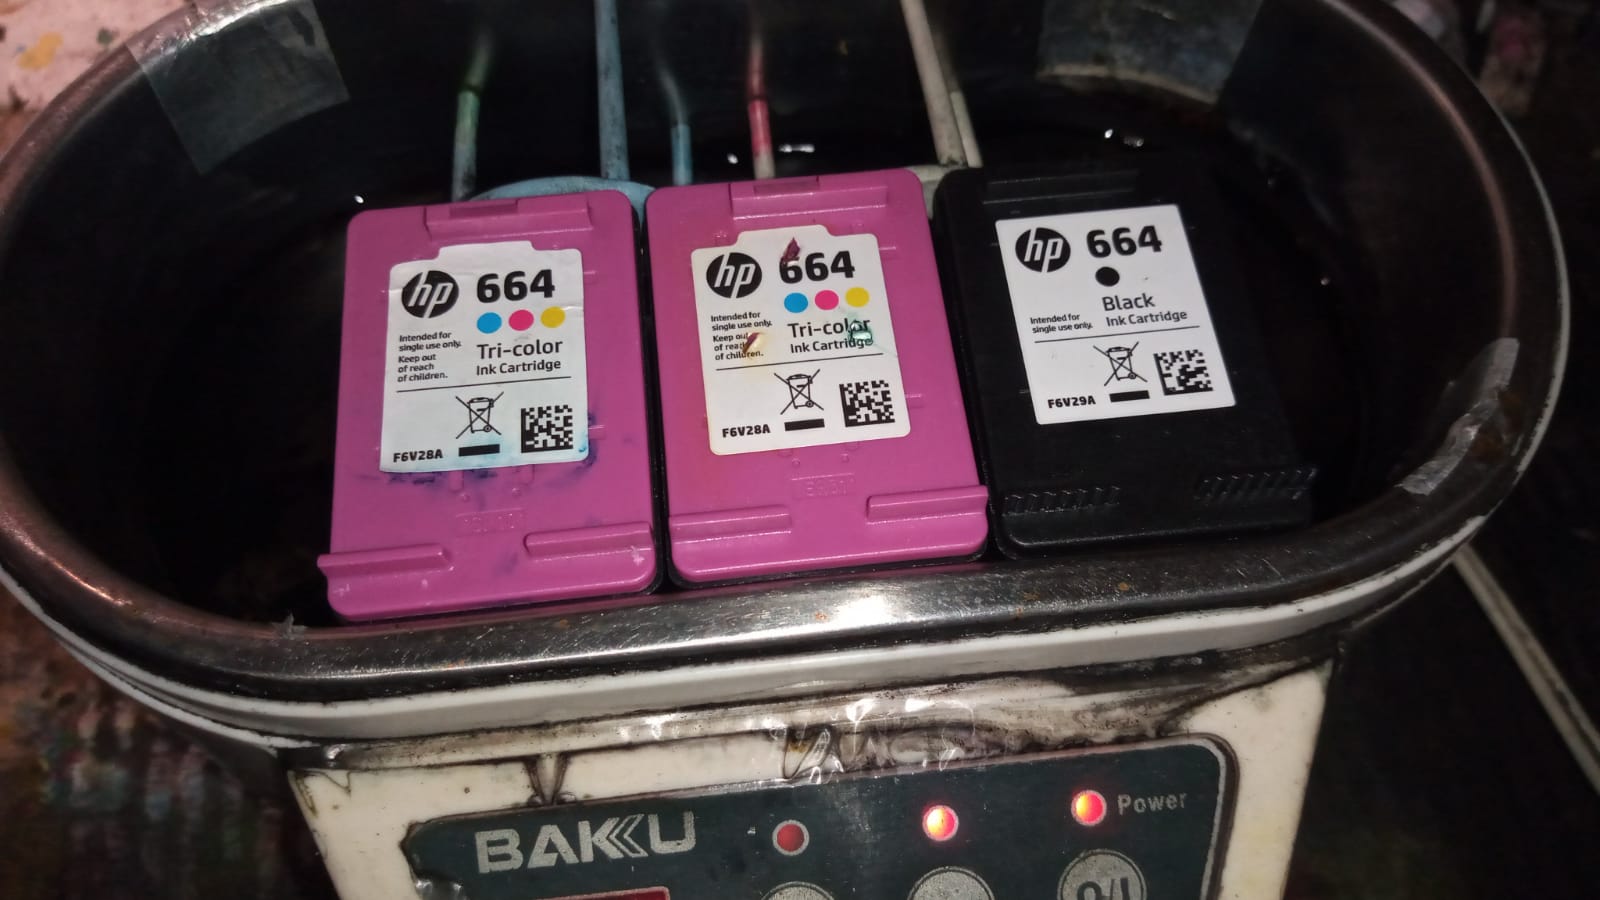 hp 664
Intended for
single use only.
Keep out
of reach
of children.
Tri-color
Ink Cartridge
F6V28A
hp 664
Intended for
single use only.
Keep out
of reach
of children.
Tri-color
Ink Cartridge
F6V28A
hp 664
Black
Ink Cartridge
Intended for
single use only.
F6V29A
BAKU
Power
O/I